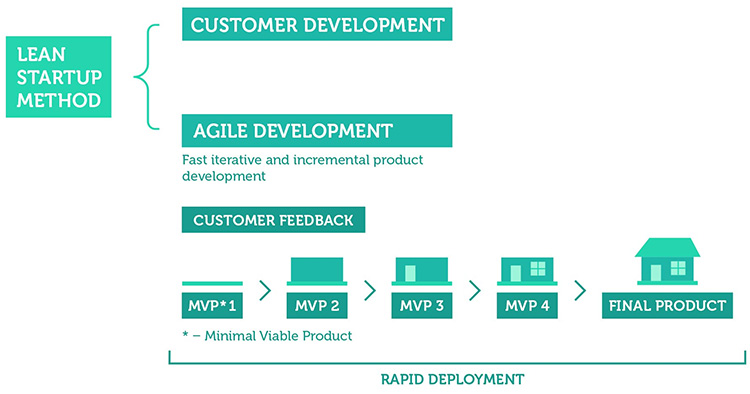 LEAN
STARTUP
METHOD
CUSTOMER DEVELOPMENT
AGILE DEVELOPMENT
Fast iterative and incremental product
development
CUSTOMER FEEDBACK
MVP*1
MVP 2
MVP 3
MVP 4
FINAL PRODUCT
* – Minimal Viable Product
RAPID DEPLOYMENT